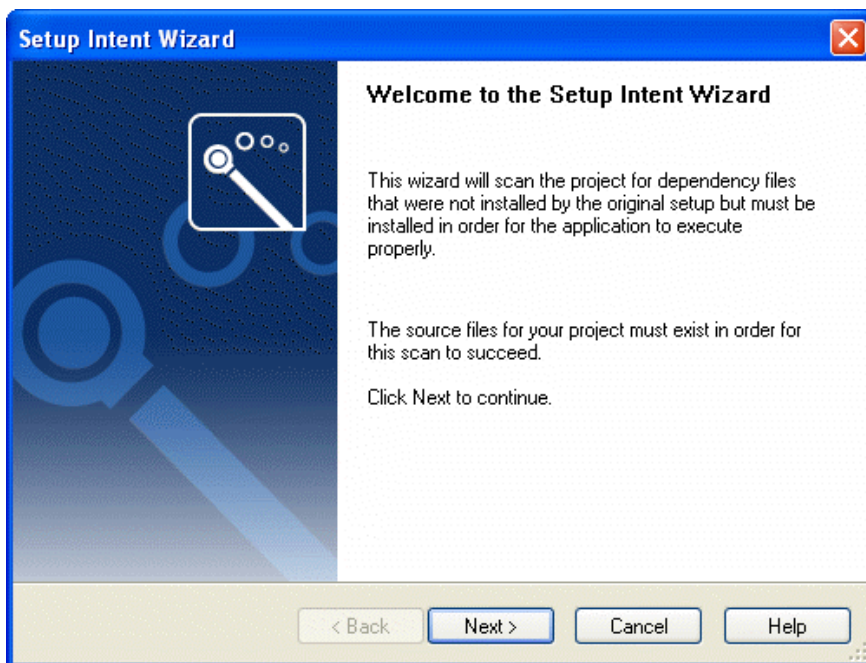 Setup Intent Wizard
Welcome to the Setup Intent Wizard
This wizard will scan the project for dependency files
that were not installed by the original setup but must be
installed in order for the application to execute
properly.
The source files for your project must exist in order for
this scan to succeed.
Click Next to continue.
< Back
Next >
Cancel
Help